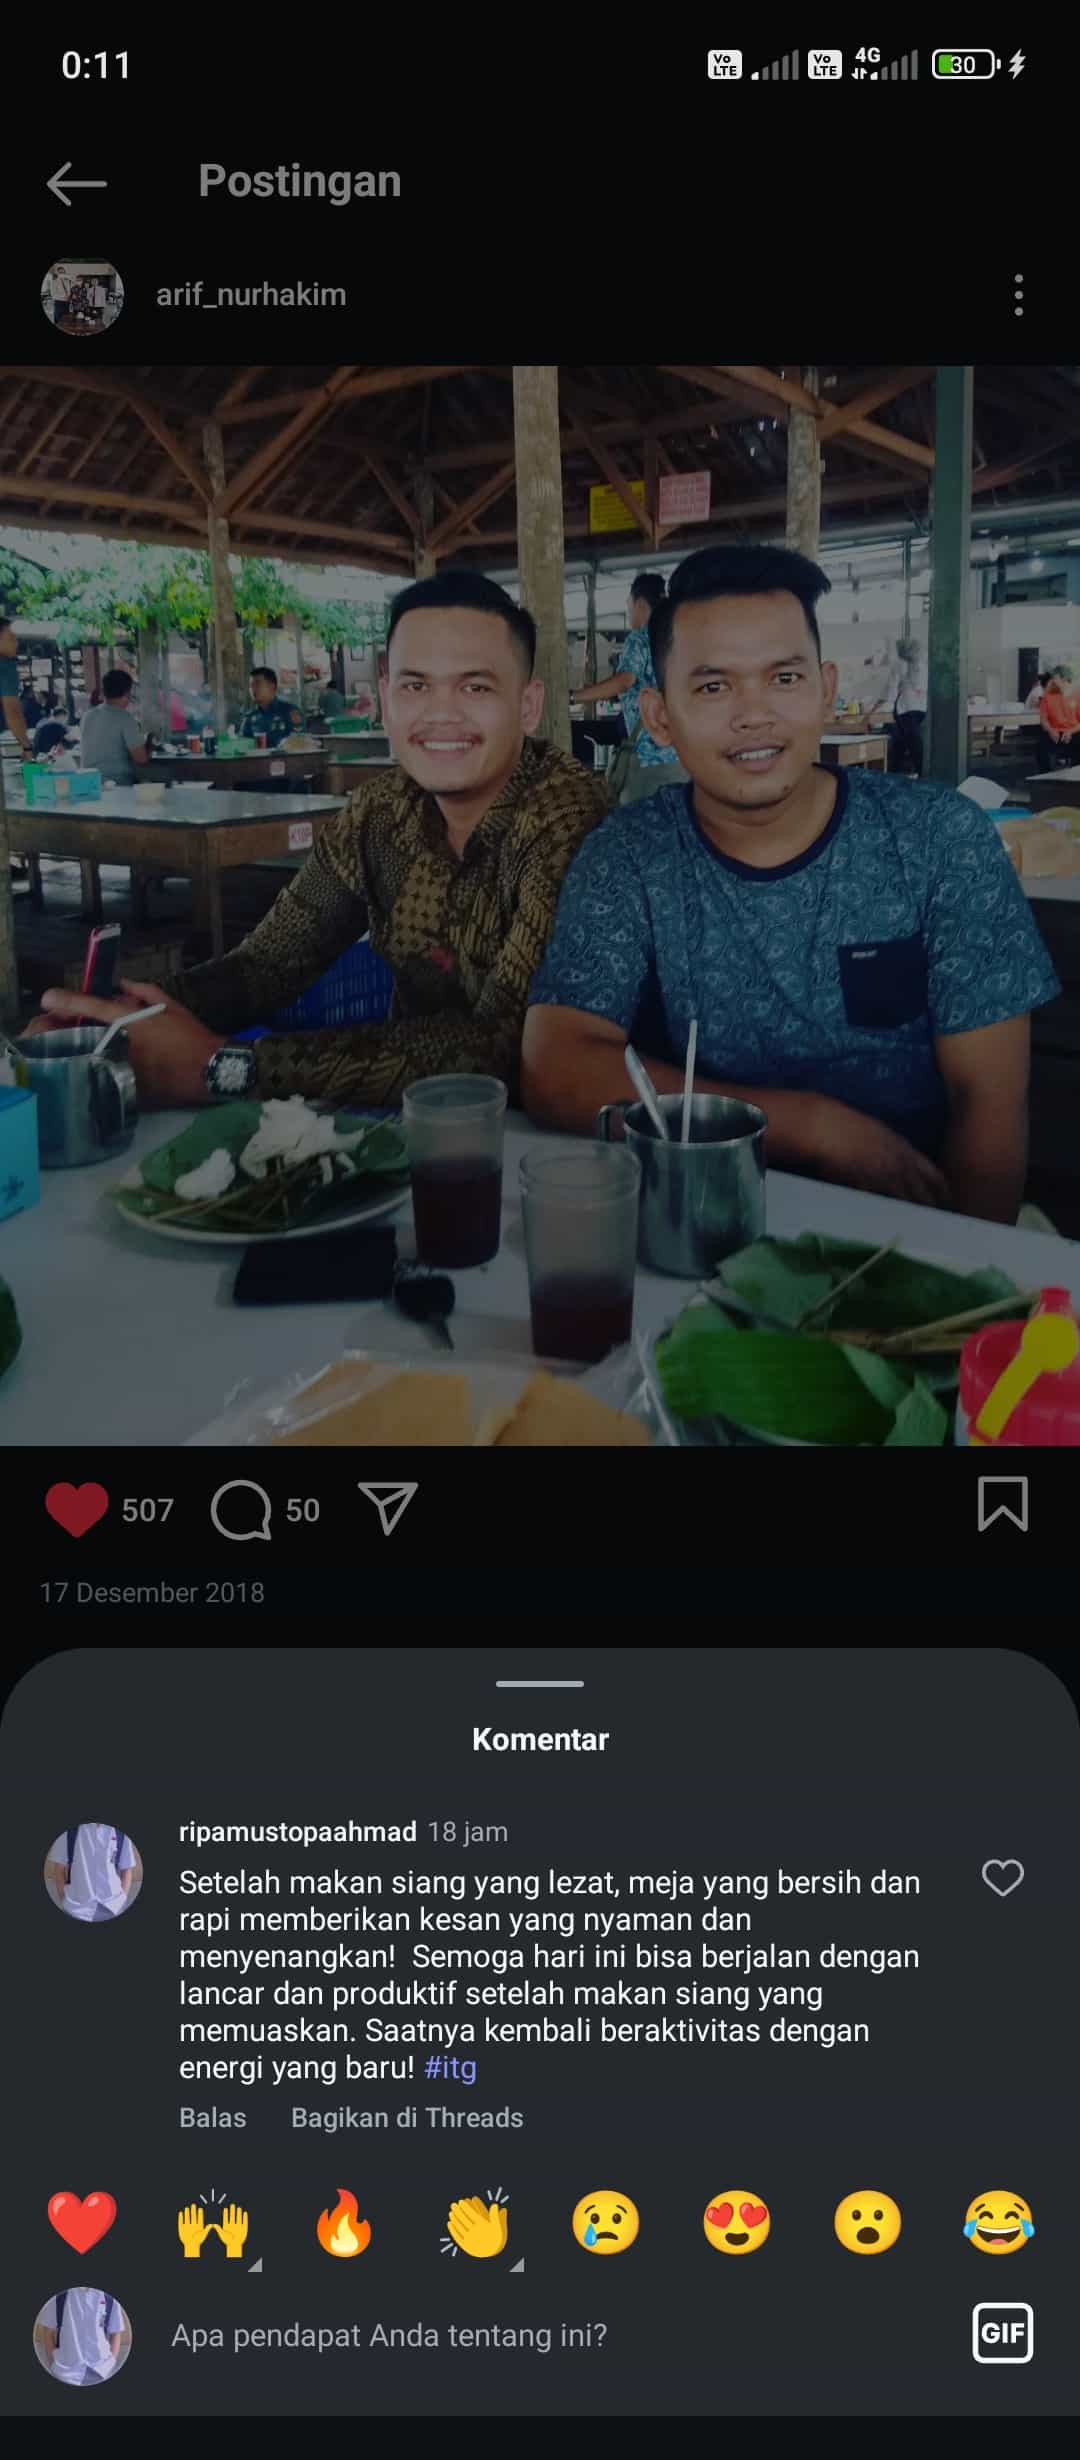 0:11
Vo LTE
Vo LTE
4G
30
Postingan
arif_nurhakim
507
50
17 Desember 2018
Komentar
ripamustopaahmad 18 jam
Setelah makan siang yang lezat, meja yang bersih dan
rapi memberikan kesan yang nyaman dan
menyenangkan!  Semoga hari ini bisa berjalan dengan
lancar dan produktif setelah makan siang yang
memuaskan. Saatnya kembali beraktivitas dengan
energi yang baru! #itg
Balas Bagikan di Threads
Apa pendapat Anda tentang ini?
GIF